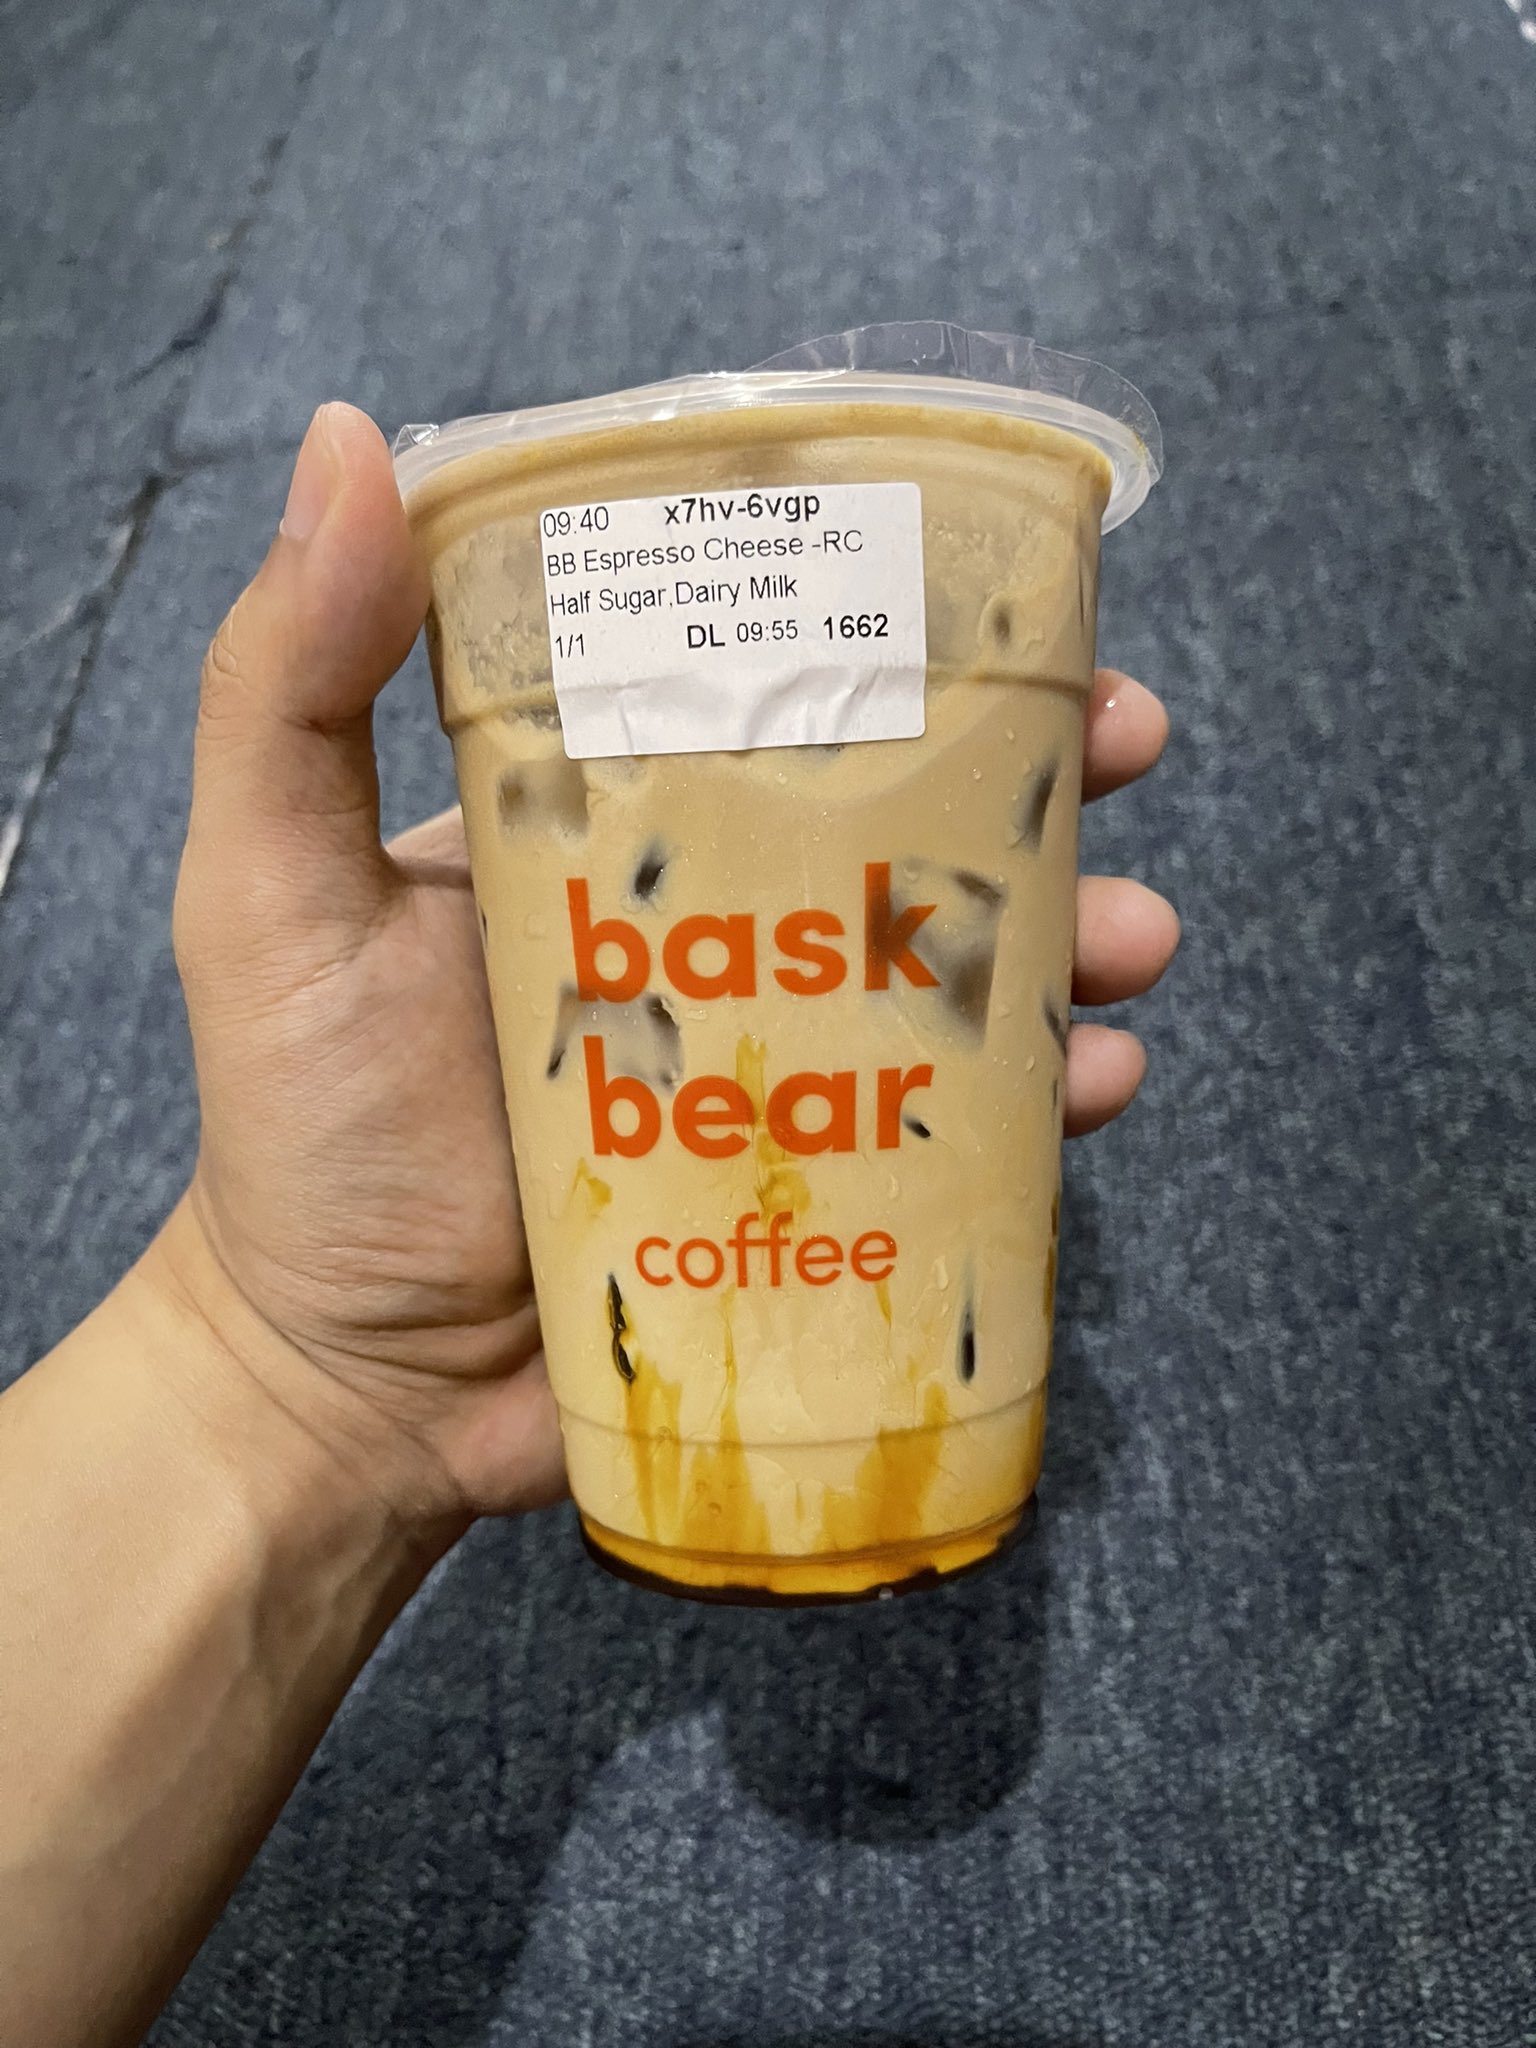 09:40 x7hv-6vgp
BB Espresso Cheese -RC
Half Sugar,Dairy Milk
1/1 DL 09:55 1662
bask
bear
coffee